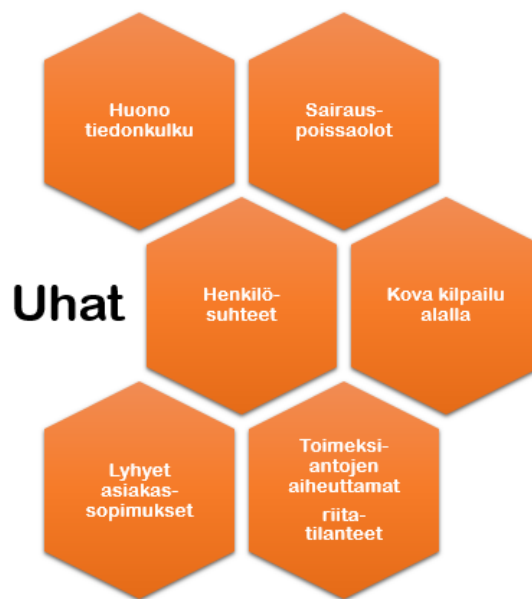 Huono
tiedonkulku
Sairaus-
poissaolot
Uhat
Henkilö-
suhteet
Kova kilpailu
alalla
Lyhyet
asiakas-
sopimukset
Toimeksi-
antojen
aiheuttamat
riita-
tilanteet